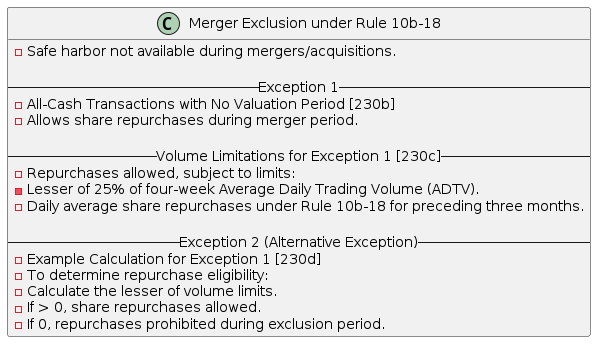 C Merger Exclusion under Rule 10b-18
Safe harbor not available during mergers/acquisitions.
Exception 1
All-Cash Transactions with No Valuation Period [230b]
Allows share repurchases during merger period.
Volume Limitations for Exception 1 [230c]
Repurchases allowed, subject to limits:
Lesser of 25% of four-week Average Daily Trading Volume (ADTV).
Daily average share repurchases under Rule 10b-18 for preceding three months.
Exception 2 (Alternative Exception)
Example Calculation for Exception 1 [230d]
To determine repurchase eligibility:
Calculate the lesser of volume limits.
If > 0, share repurchases allowed.
If 0, repurchases prohibited during exclusion period.